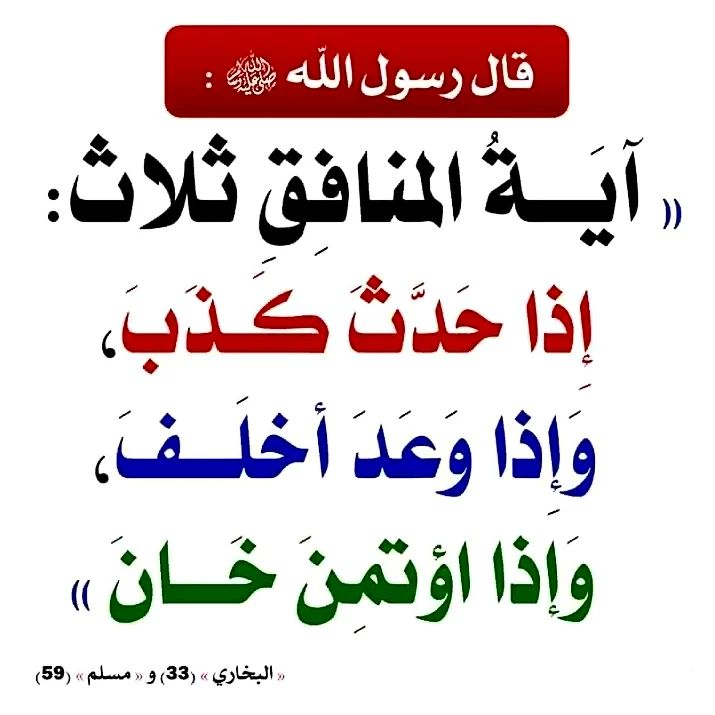 قال رسول الله ﷺ :
(( آيَـةُ المنافِقِ ثلاث:
إِذا حَدَّثَ كَـذَبَ،
وَإِذا وَعَدَ أخلَـفَ،
وَإِذا اؤتمِنَ خَـانَ ))
« البخاري » (33) و « مسلم » (59)